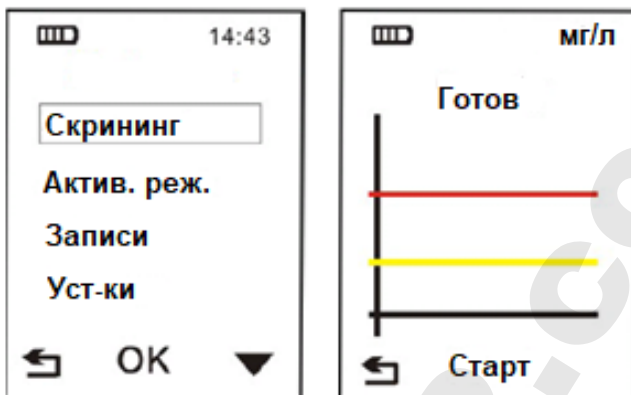 14:43
Скрининг
Актив. реж.
Записи
Уст-ки
OK
мг/л
Готов
Старт